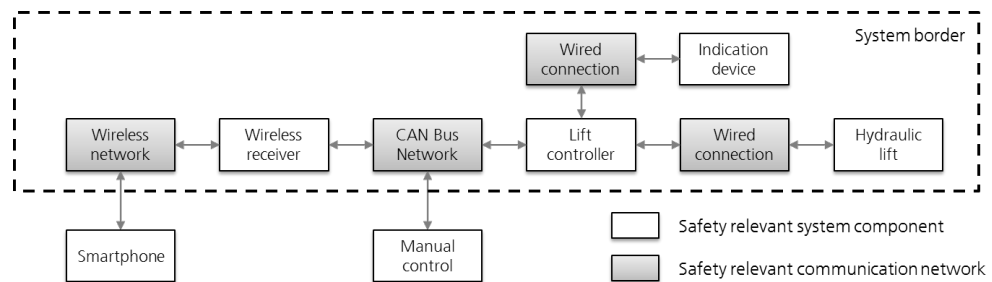 System border
Wired
connection
Indication
device
Wireless
network
Wireless
receiver
CAN Bus
Network
Lift
controller
Wired
connection
Hydraulic
lift
Smartphone
Manual
control
Safety relevant system component
Safety relevant communication network